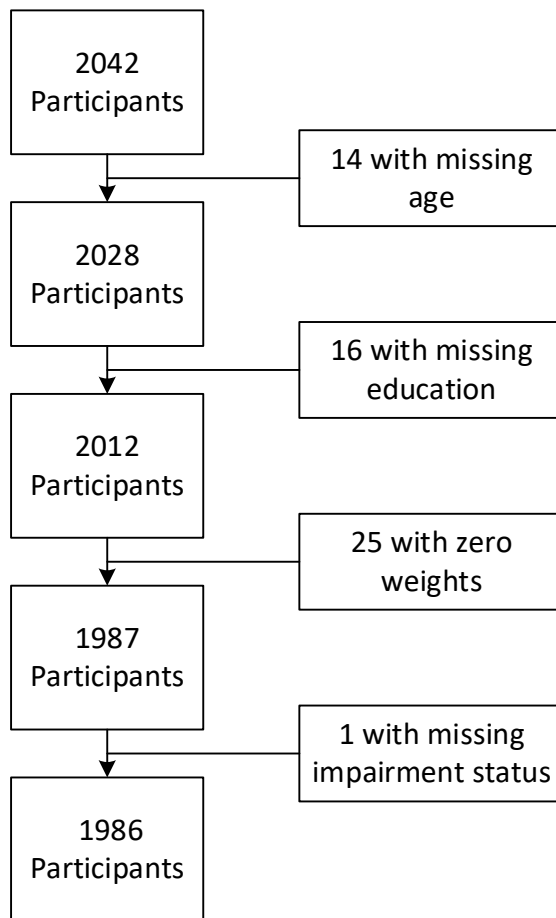 2042
Participants
14 with missing
age
2028
Participants
16 with missing
education
2012
Participants
25 with zero
weights
1987
Participants
1 with missing
impairment status
1986
Participants